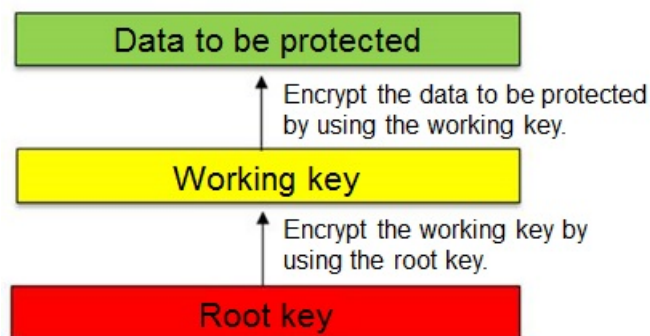 Data to be protected
Encrypt the data to be protected
by using the working key.
Working key
Encrypt the working key by
using the root key.
Root key